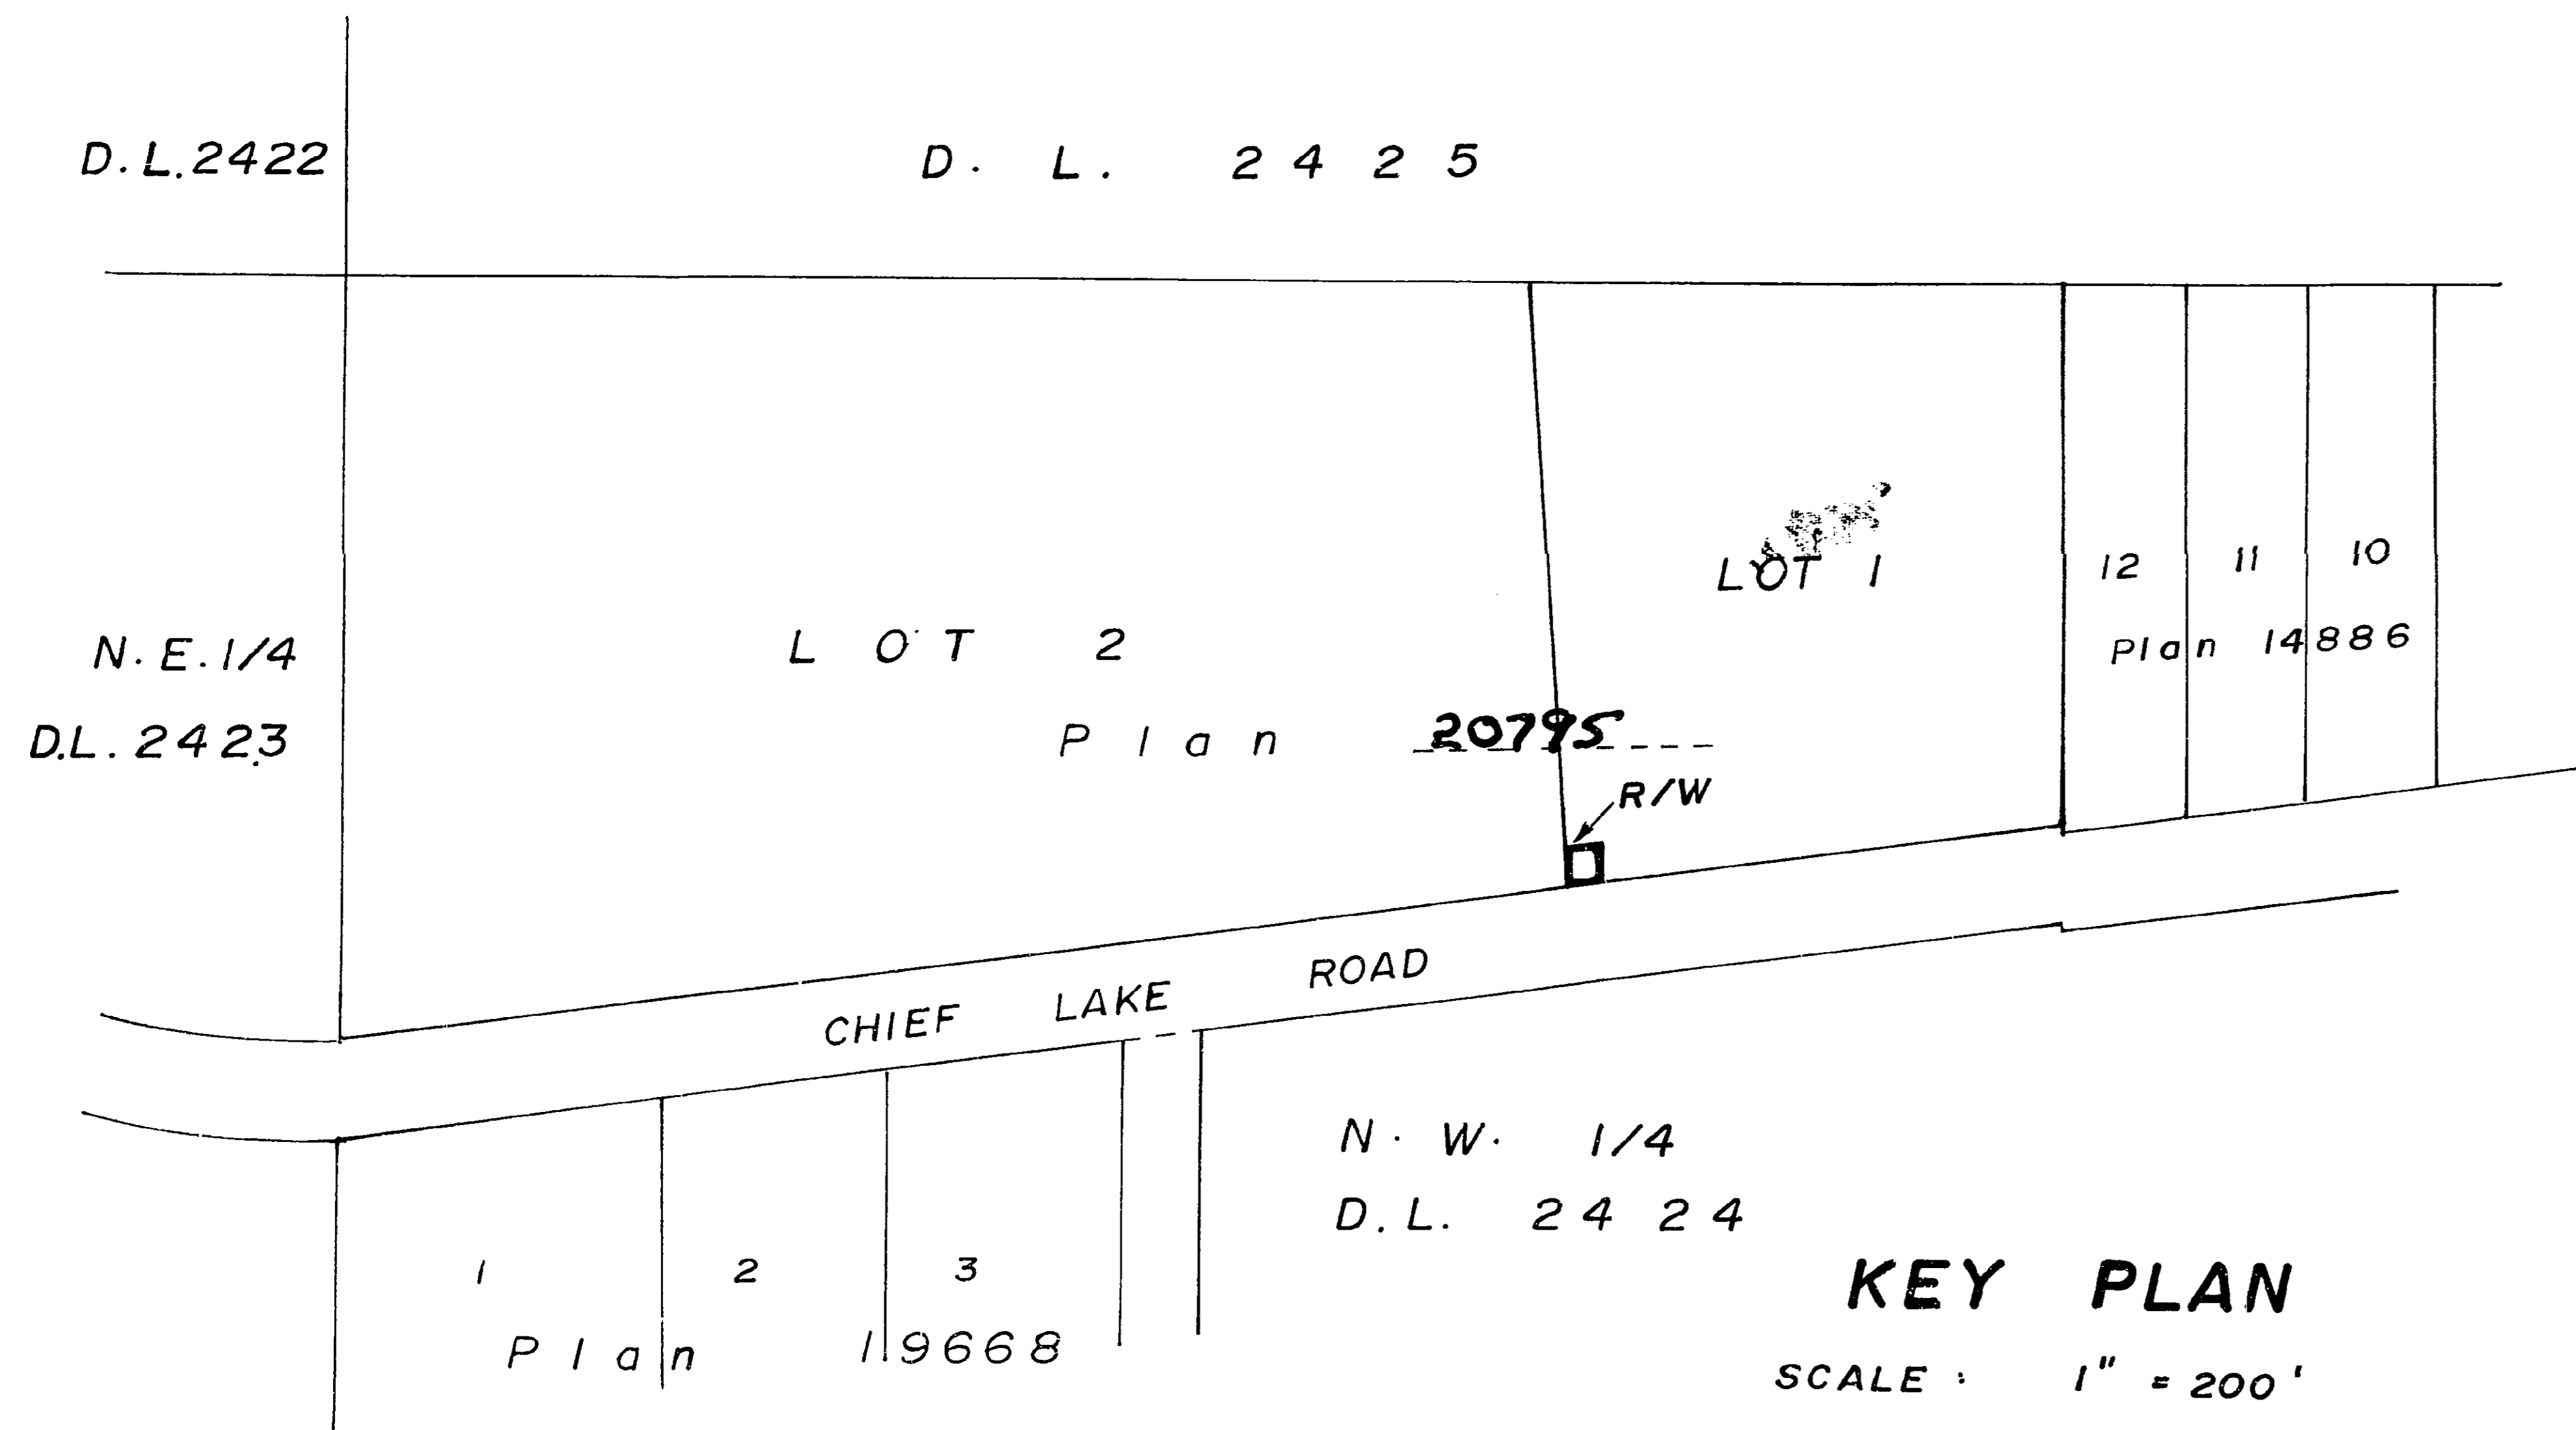 D.L.2422
D. L. 2425
LOT 1
12
11
10
N.E.1/4
LOT 2
Plan 14886
D.L.2423
Plan 20795
R/W
CHIEF LAKE ROAD
N. W. 1/4
D.L. 2424
1
2
3
KEY PLAN
Plan 19668
SCALE : 1" = 200'